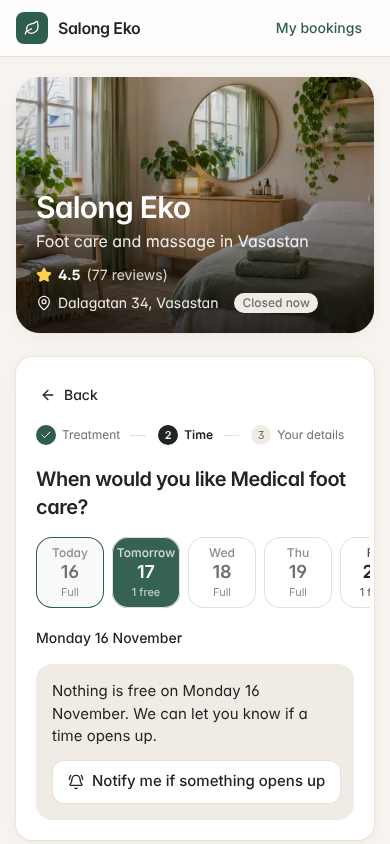 Salong Eko
My bookings
Salong Eko
Foot care and massage in Vasastan
4.5 (77 reviews)
Dalagatan 34, Vasastan
Closed now
Back
Treatment
2 Time
3 Your details
When would you like Medical foot
care?
Today
16
Full
Tomorrow
17
1 free
Wed
18
Full
Thu
19
Full
Monday 16 November
Nothing is free on Monday 16
November. We can let you know if a
time opens up.
Notify me if something opens up